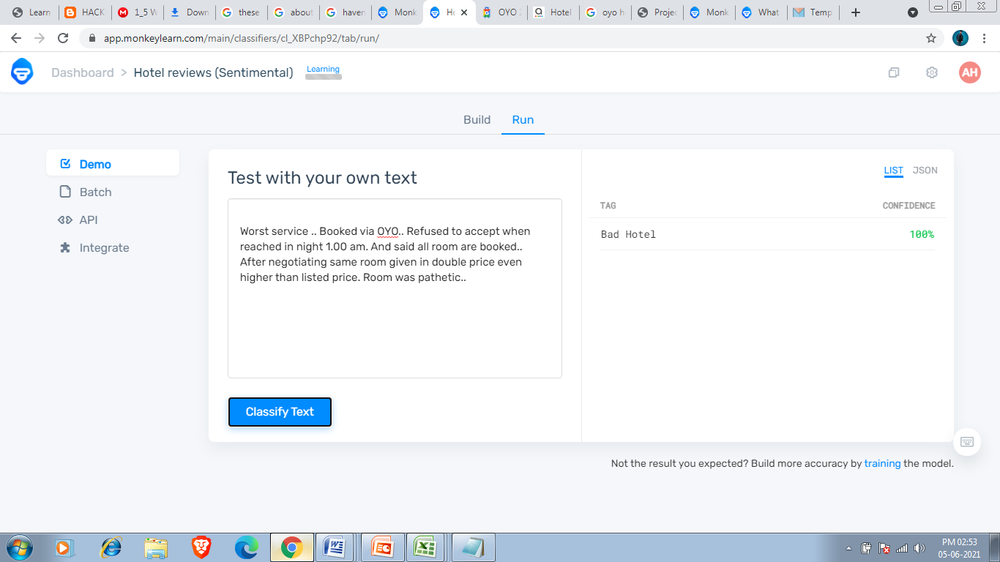 Learn
HACK
1_5 W
Down
these
about
haven
Monk
Ho
OYO 2
Hotel
oyo h
Projec
Monk
What
Temp
app.monkeylearn.com/main/classifiers/cl_XBPchp92/tab/run/
Dashboard > Hotel reviews (Sentimental) Learning
AH
Build Run
Demo
Batch
API
Integrate
Test with your own text
Worst service .. Booked via OYO.. Refused to accept when
reached in night 1.00 am. And said all room are booked..
After negotiating same room given in double price even
higher than listed price. Room was pathetic..
Classify Text
LIST JSON
TAG CONFIDENCE
Bad Hotel 100%
Not the result you expected? Build more accuracy by training the model.
PM 02:53
05-06-2021